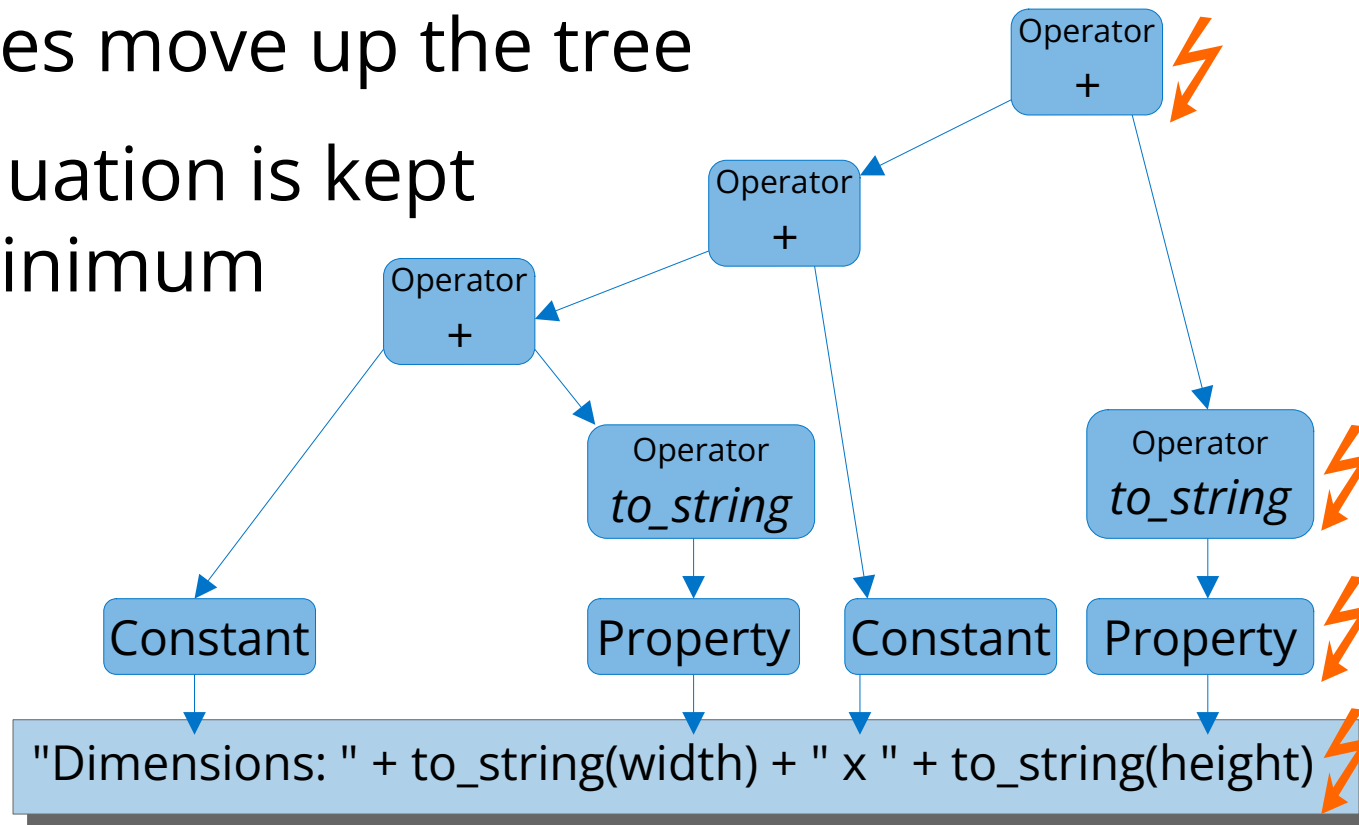 es move up the tree
uation is kept
inimum
Operator
+
Operator
+
Operator
+
Operator
to_string
Operator
to_string
Constant
Property
Constant
Property
"Dimensions: " + to_string(width) + " x " + to_string(height)